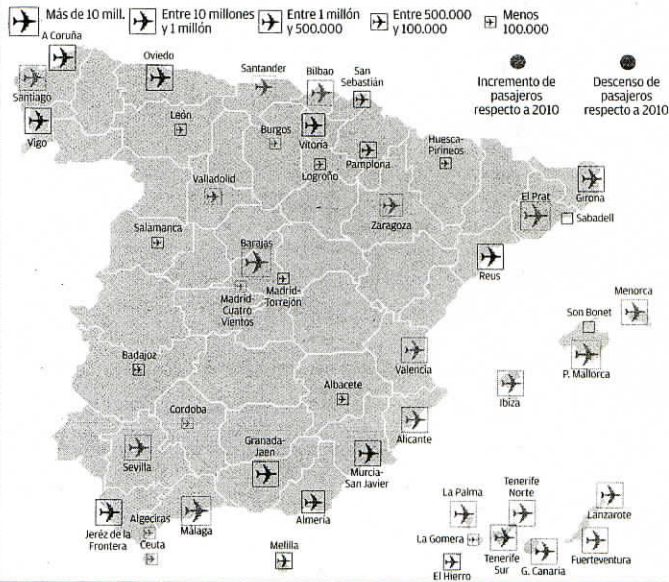 Más de 10 mill.
Entre 10 millones
y 1 millón
Entre 1 millón
y 500.000
Entre 500.000
y 100.000
Menos
100.000
Incremento de
pasajeros
respecto a 2010
Descenso de
pasajeros
respecto a 2010
A Coruña
Oviedo
Santander
Bilbao
San
Sebastián
Santiago
Vigo
León
Burgos
Vitoria
Logroño
Pamplona
Huesca-
Pirineos
Valladolid
Zaragoza
El Prat
Girona
Sabadell
Salamanca
Barajas
Reus
Madrid-
Cuatro
Vientos
Madrid-
Torrejón
Menorca
Son Bonet
P. Mallorca
Badajoz
Valencia
Ibiza
Albacete
Cordoba
Alicante
Sevilla
Granada-
Jaen
Murcia-
San Javier
Jeréz de la
Frontera
Algeciras
Ceuta
Málaga
Almería
Melilla
La Palma
Tenerife
Norte
Lanzarote
La Gomera
El Hierro
Tenerife
Sur
G. Canaria
Fuerteventura